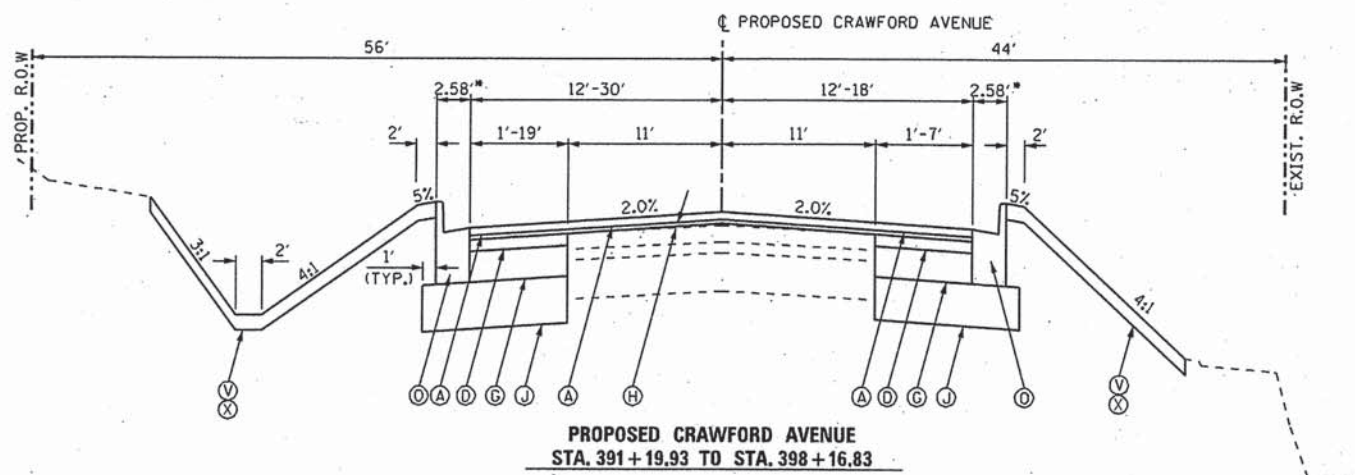 ℄ PROPOSED CRAWFORD AVENUE
PROP. R.O.W
56'
44'
EXIST. R.O.W
2.58'*
12'-30'
12'-18'
2.58'*
2'
1'-19'
11'
11'
1'-7'
2'
5%
2.0%
2.0%
5%
3:1
2'
4:1
1'
(TYP.)
4:1
V
X
O A D G J A H A D G J O
V
X
PROPOSED CRAWFORD AVENUE
STA. 391+19.93 TO STA. 398+16.83